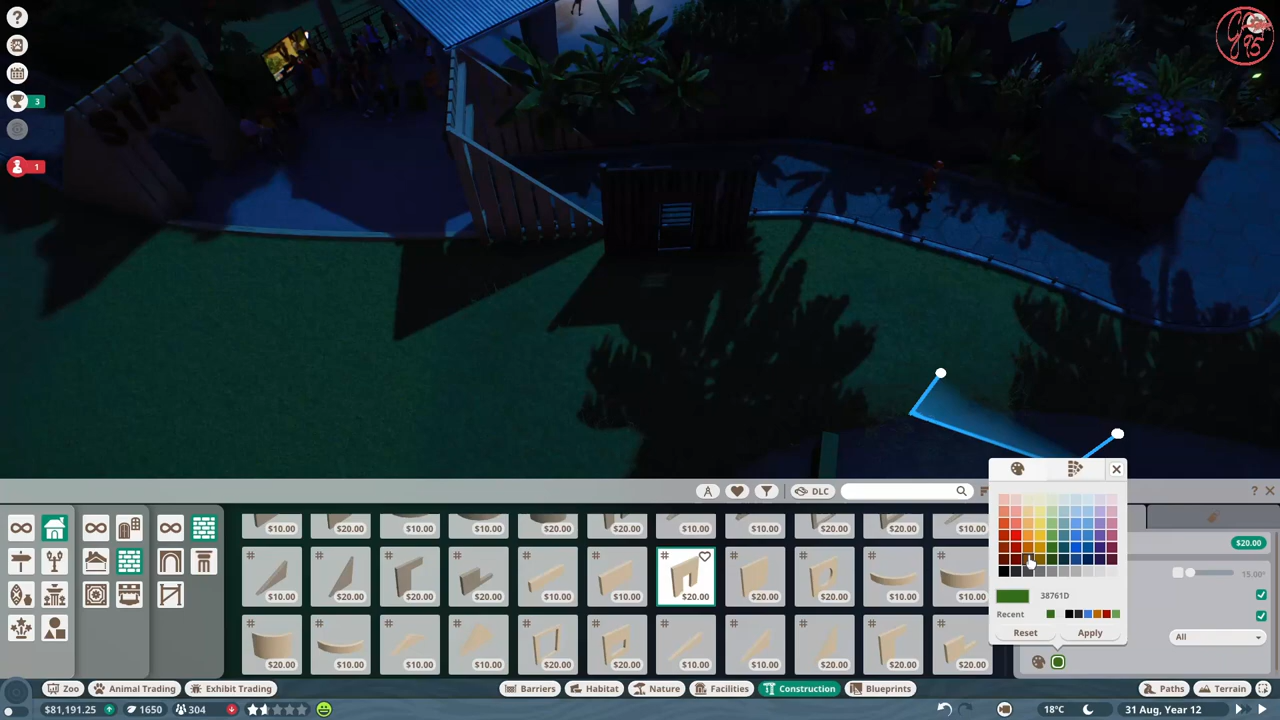 ?
3
1
G 95
DLC
? ×
$10.00 $20.00 $10.00 $20.00 $10.00 $20.00 $10.00 $20.00 $20.00 $20.00 $10.00
$10.00 $20.00 $20.00 $20.00 $10.00 $10.00 $20.00 $20.00 $20.00 $10.00 $10.00
$20.00 $10.00 $10.00 $20.00 $20.00 $20.00 $10.00 $10.00 $20.00 $20.00 $20.00
$20.00
15.00°
All
38761D
Recent
Reset Apply
Zoo Animal Trading Exhibit Trading Barriers Habitat Nature Facilities Construction Blueprints Paths Terrain
$81,191.25 1650 304 18°C 31 Aug, Year 12